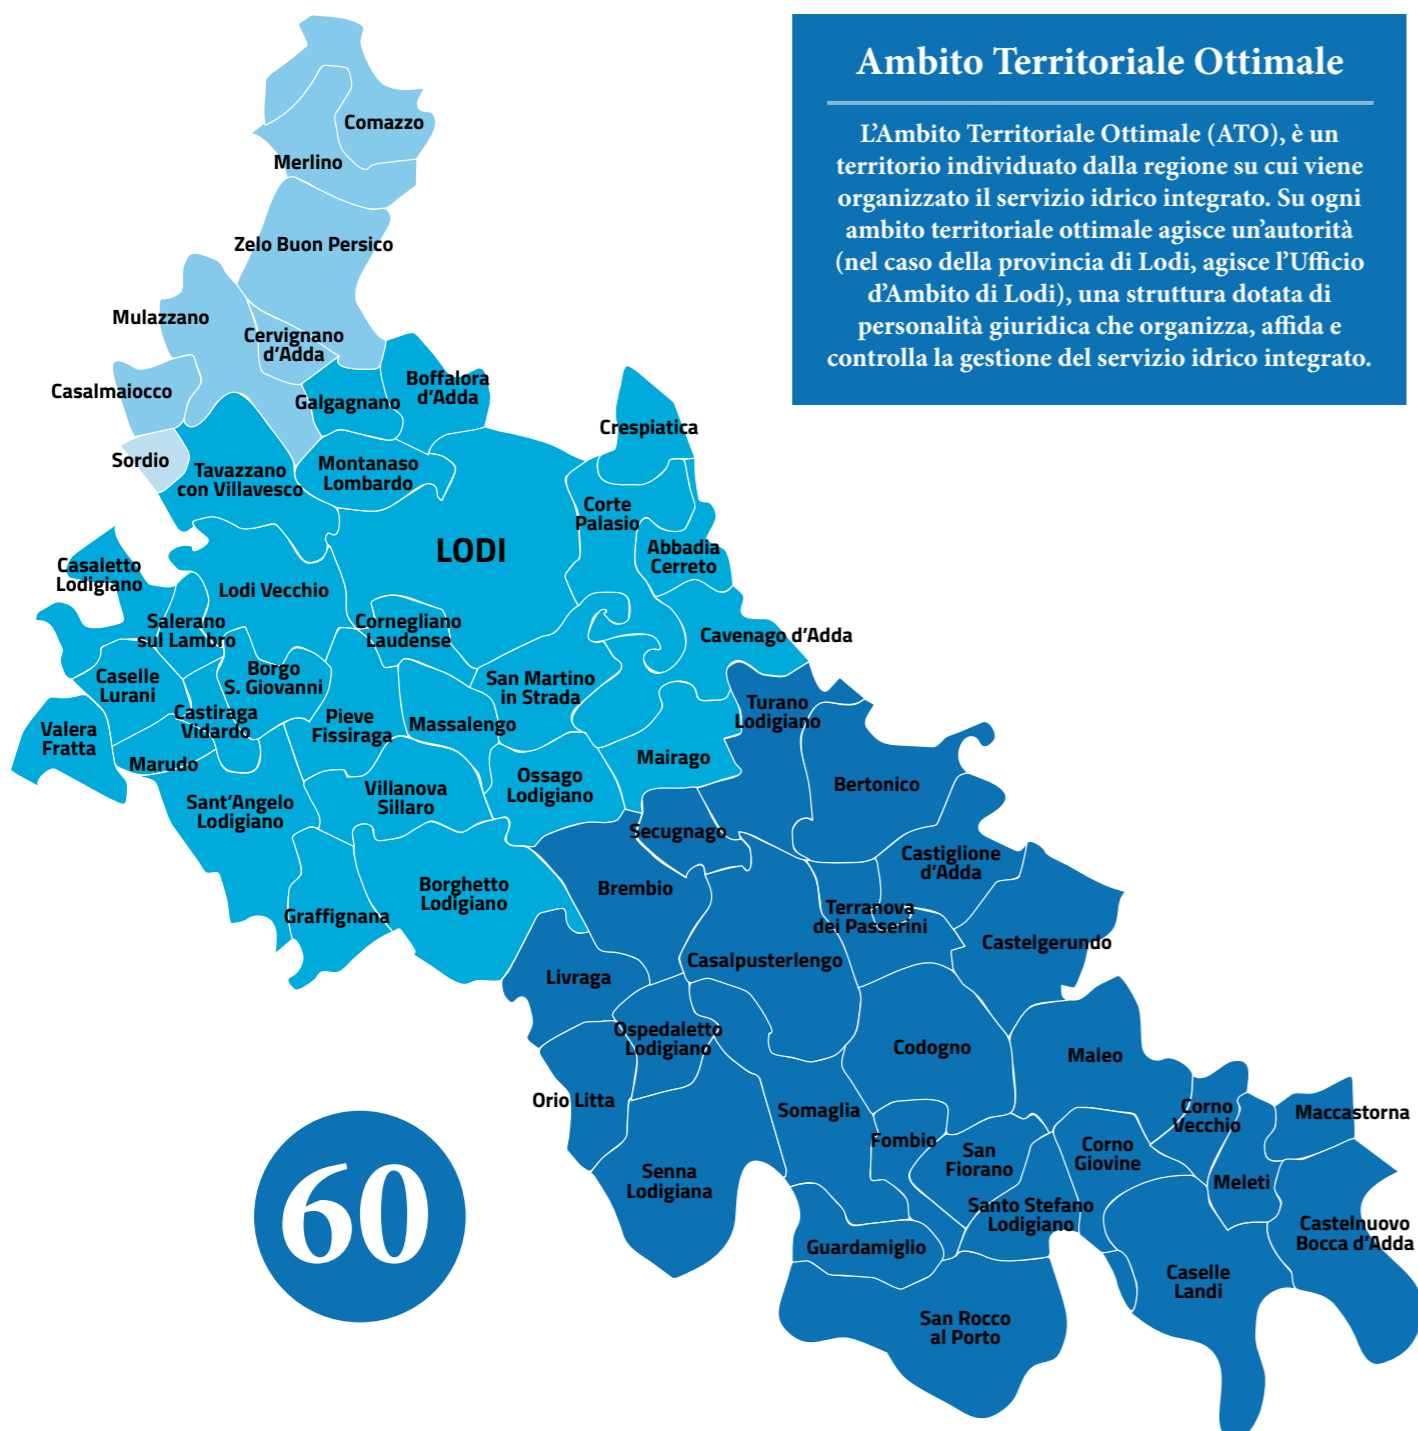 Ambito Territoriale Ottimale
L’Ambito Territoriale Ottimale (ATO), è un
territorio individuato dalla regione su cui viene
organizzato il servizio idrico integrato. Su ogni
ambito territoriale ottimale agisce un’autorità
(nel caso della provincia di Lodi, agisce l’Ufficio
d’Ambito di Lodi), una struttura dotata di
personalità giuridica che organizza, affida e
controlla la gestione del servizio idrico integrato.
Comazzo
Merlino
Zelo Buon Persico
Mulazzano
Cervignano
d’Adda
Casalmaiocco
Galgagnano
Boffalora
d’Adda
Crespiatica
Sordio
Tavazzano
con Villavesco
Montanaso
Lombardo
Corte
Palasio
LODI
Abbadia
Cerreto
Casaletto
Lodigiano
Lodi Vecchio
Salerano
sul Lambro
Cornegliano
Laudense
Cavenago d’Adda
Caselle
Lurani
Borgo
S. Giovanni
San Martino
in Strada
Turano
Lodigiano
Valera
Fratta
Castiraga
Vidardo
Pieve
Fissiraga
Massalengo
Marudo
Mairago
Sant’Angelo
Lodigiano
Villanova
Sillaro
Ossago
Lodigiano
Bertonico
Secugnago
Castiglione
d’Adda
Brembio
Borghetto
Lodigiano
Graffignana
Terranova
dei Passerini
Castelgerundo
Casalpusterlengo
Livraga
Ospedaletto
Lodigiano
Codogno
Maleo
Orio Litta
Somaglia
Corno
Vecchio
Maccastorna
Fombio
San
Fiorano
Corno
Giovine
Senna
Lodigiana
Meleti
Santo Stefano
Lodigiano
Castelnuovo
Bocca d’Adda
Guardamiglio
Caselle
Landi
San Rocco
al Porto
60